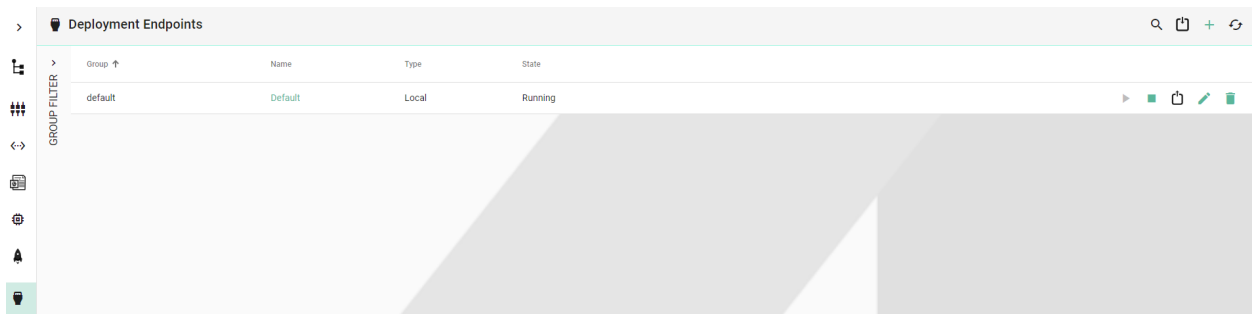 Deployment Endpoints
GROUP FILTER
Group Name Type State
default Default Local Running